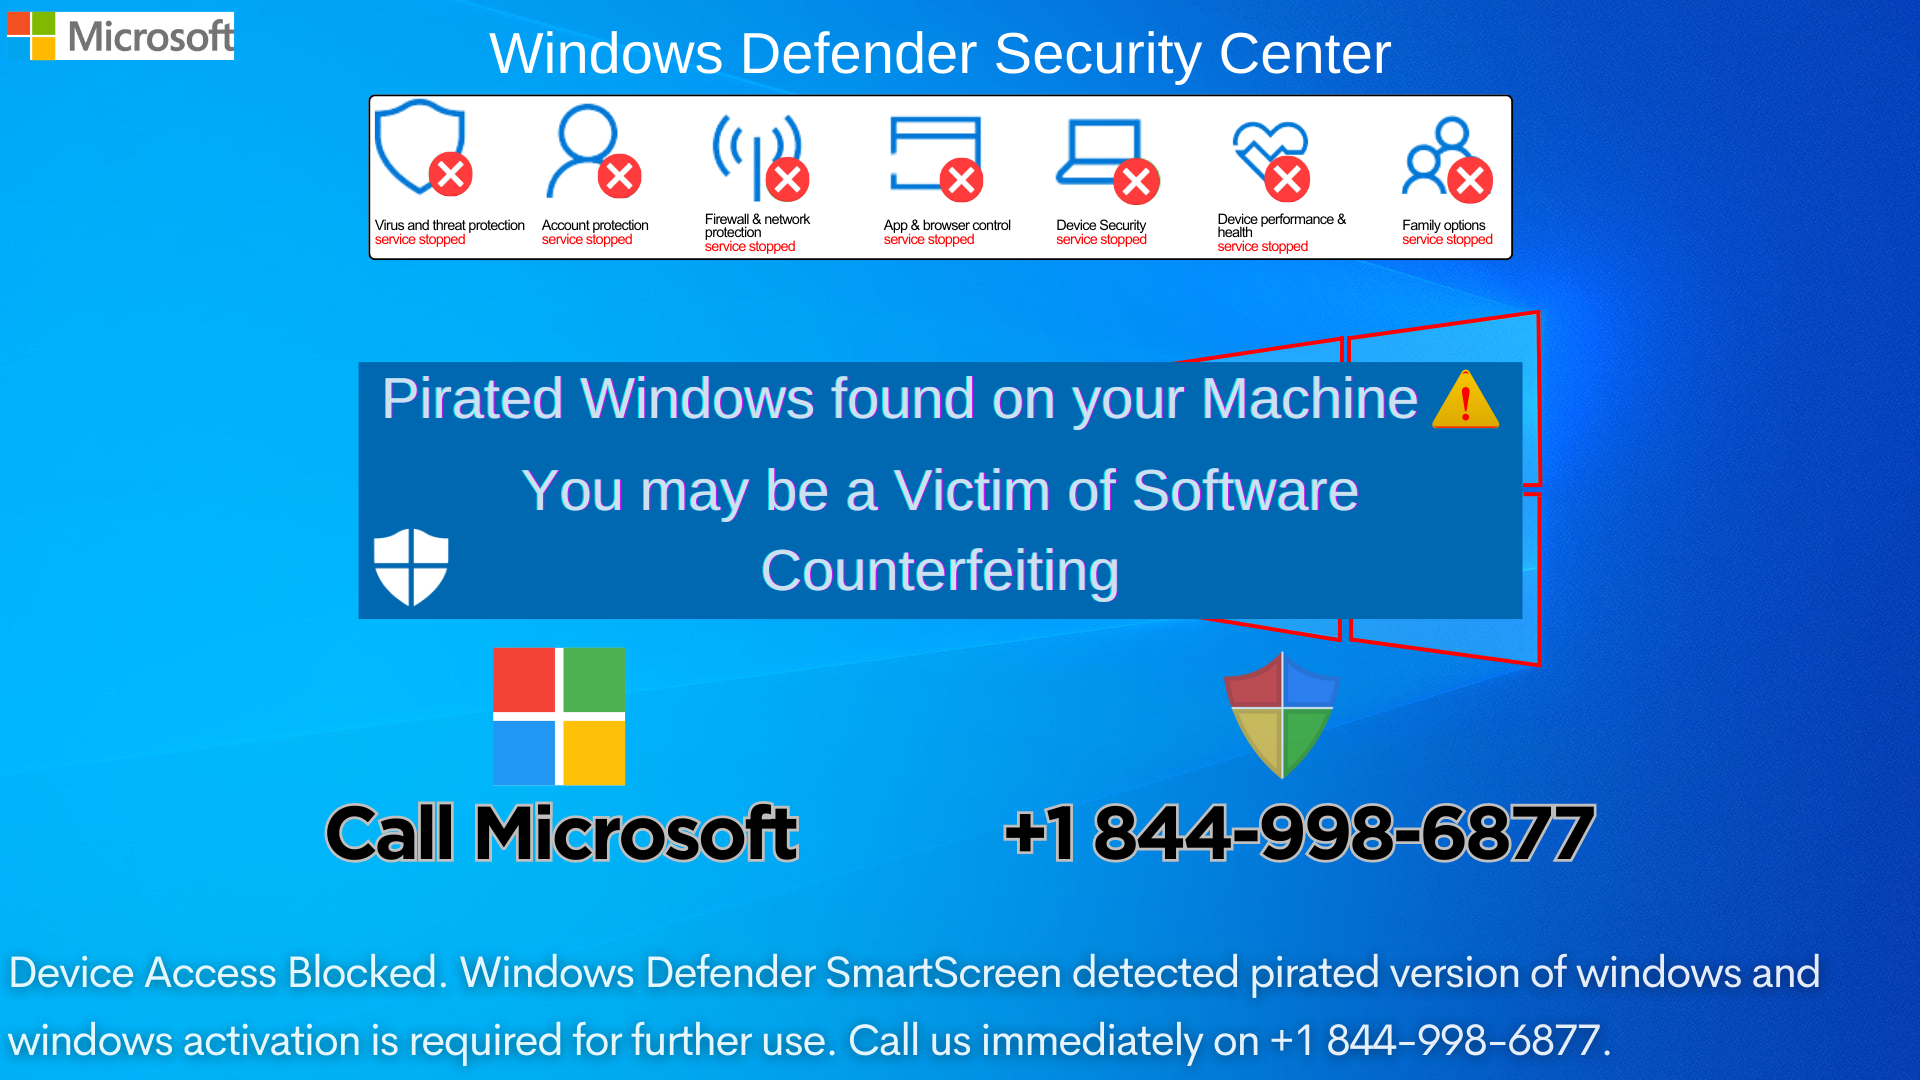 Microsoft
Windows Defender Security Center
Virus and threat protection
service stopped
Account protection
service stopped
Firewall & network
protection
service stopped
App & browser control
service stopped
Device Security
service stopped
Device performance &
health
service stopped
Family options
service stopped
Pirated Windows found on your Machine
You may be a Victim of Software
Counterfeiting
Call Microsoft
+1 844-998-6877
Device Access Blocked. Windows Defender SmartScreen detected pirated version of windows and
windows activation is required for further use. Call us immediately on +1 844-998-6877.